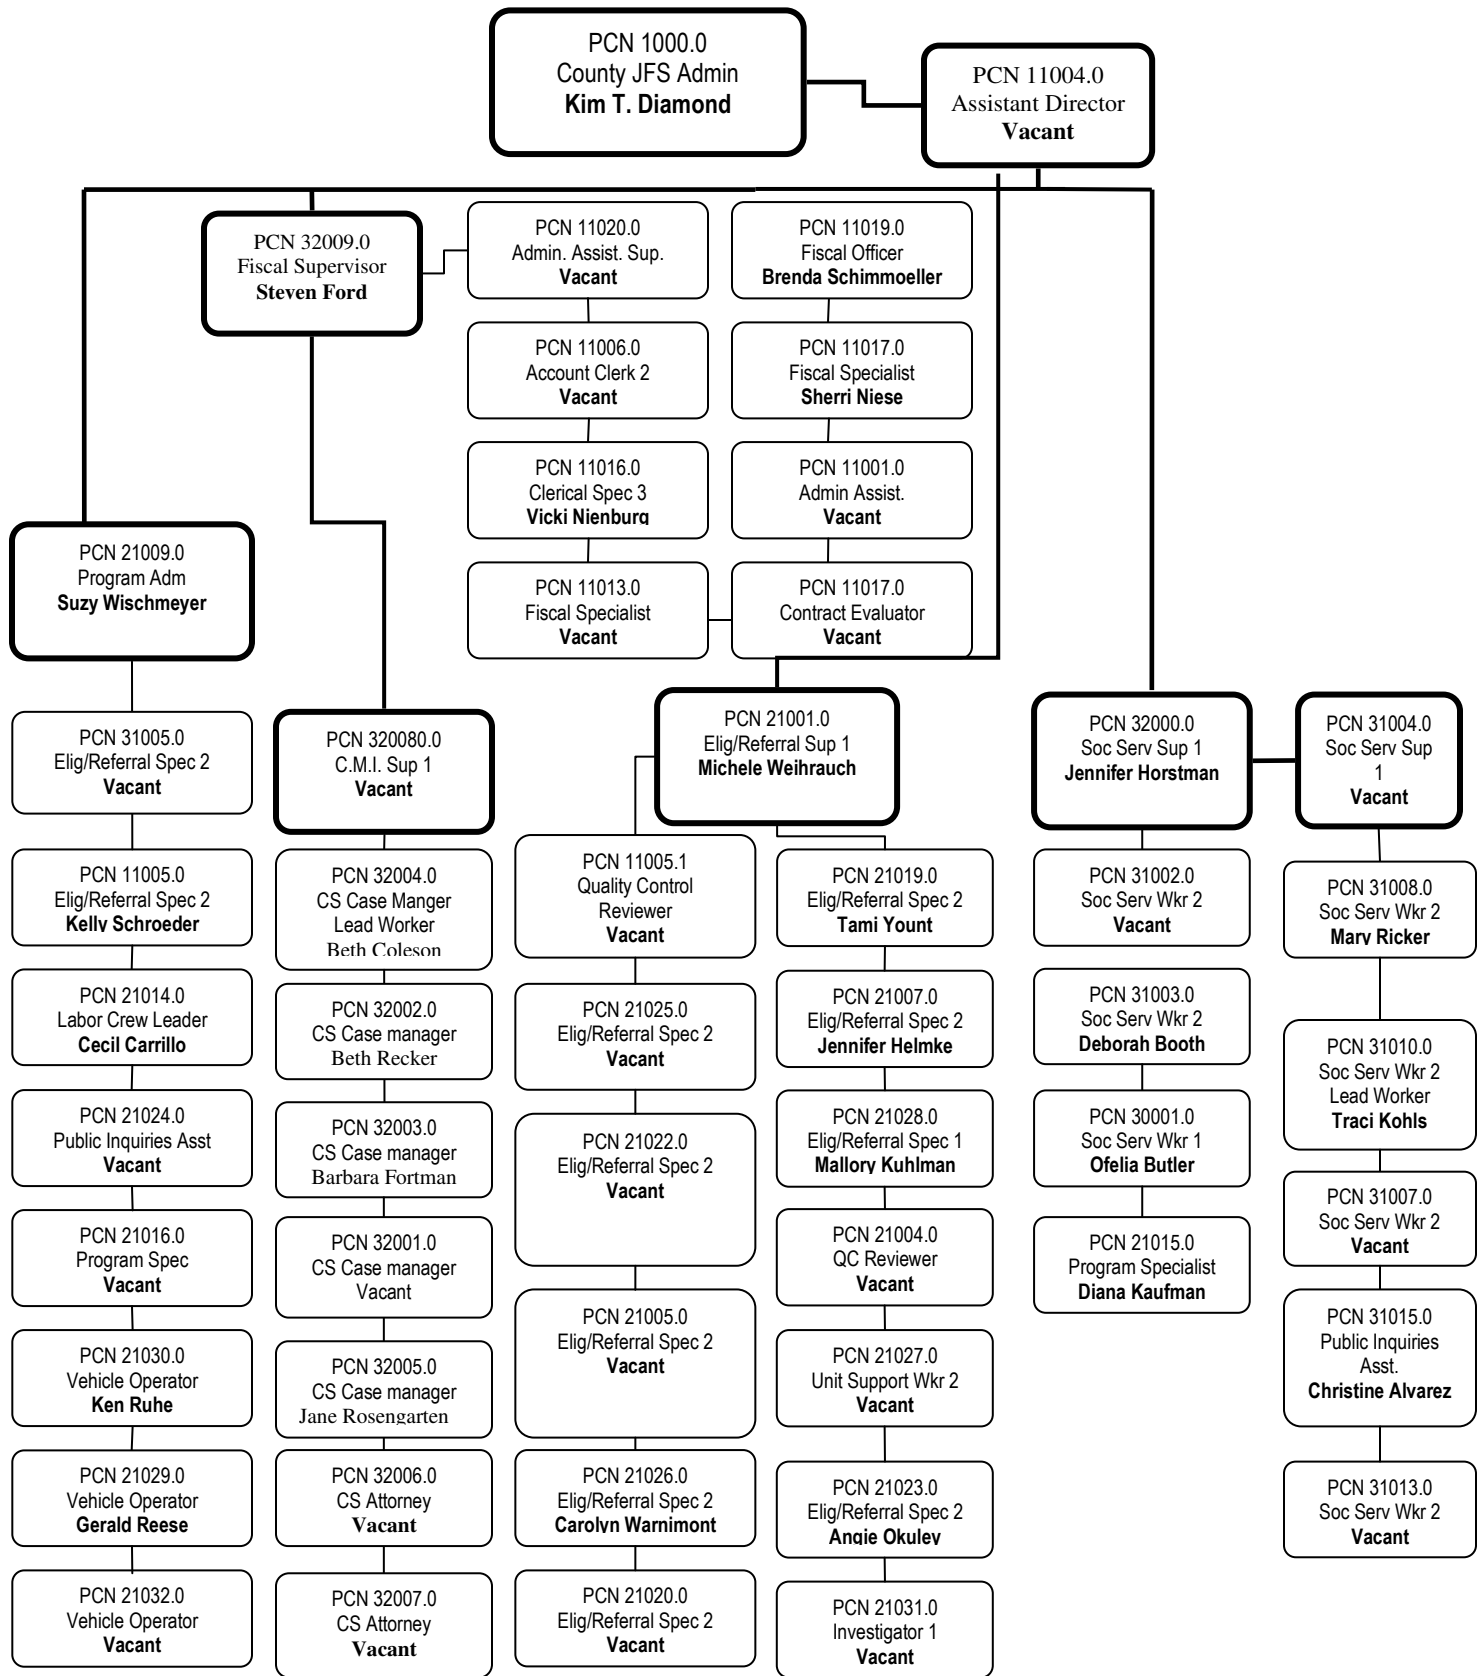 PCN 1000.0
County JFS Admin
Kim T. Diamond
PCN 11004.0
Assistant Director
Vacant
PCN 32009.0
Fiscal Supervisor
Steven Ford
PCN 11020.0
Admin. Assist. Sup.
Vacant
PCN 11019.0
Fiscal Officer
Brenda Schimmoeller
PCN 11006.0
Account Clerk 2
Vacant
PCN 11017.0
Fiscal Specialist
Sherri Niese
PCN 11016.0
Clerical Spec 3
Vicki Nienburg
PCN 11001.0
Admin Assist.
Vacant
PCN 11013.0
Fiscal Specialist
Vacant
PCN 11017.0
Contract Evaluator
Vacant
PCN 21009.0
Program Adm
Suzy Wischmeyer
PCN 31005.0
Elig/Referral Spec 2
Vacant
PCN 11005.0
Elig/Referral Spec 2
Kelly Schroeder
PCN 21014.0
Labor Crew Leader
Cecil Carrillo
PCN 21024.0
Public Inquiries Asst
Vacant
PCN 21016.0
Program Spec
Vacant
PCN 21030.0
Vehicle Operator
Ken Ruhe
PCN 21029.0
Vehicle Operator
Gerald Reese
PCN 21032.0
Vehicle Operator
Vacant
PCN 320080.0
C.M.I. Sup 1
Vacant
PCN 32004.0
CS Case Manger
Lead Worker
Beth Coleson
PCN 32002.0
CS Case manager
Beth Recker
PCN 32003.0
CS Case manager
Barbara Fortman
PCN 32001.0
CS Case manager
Vacant
PCN 32005.0
CS Case manager
Jane Rosengarten
PCN 32006.0
CS Attorney
Vacant
PCN 32007.0
CS Attorney
Vacant
PCN 21001.0
Elig/Referral Sup 1
Michele Weihrauch
PCN 11005.1
Quality Control
Reviewer
Vacant
PCN 21025.0
Elig/Referral Spec 2
Vacant
PCN 21022.0
Elig/Referral Spec 2
Vacant
PCN 21005.0
Elig/Referral Spec 2
Vacant
PCN 21026.0
Elig/Referral Spec 2
Carolyn Warnimont
PCN 21020.0
Elig/Referral Spec 2
Vacant
PCN 21019.0
Elig/Referral Spec 2
Tami Yount
PCN 21007.0
Elig/Referral Spec 2
Jennifer Helmke
PCN 21028.0
Elig/Referral Spec 1
Mallory Kuhlman
PCN 21004.0
QC Reviewer
Vacant
PCN 21027.0
Unit Support Wkr 2
Vacant
PCN 21023.0
Elig/Referral Spec 2
Angie Okuley
PCN 21031.0
Investigator 1
Vacant
PCN 32000.0
Soc Serv Sup 1
Jennifer Horstman
PCN 31002.0
Soc Serv Wkr 2
Vacant
PCN 31003.0
Soc Serv Wkr 2
Deborah Booth
PCN 30001.0
Soc Serv Wkr 1
Ofelia Butler
PCN 21015.0
Program Specialist
Diana Kaufman
PCN 31004.0
Soc Serv Sup
1
Vacant
PCN 31008.0
Soc Serv Wkr 2
Mary Ricker
PCN 31010.0
Soc Serv Wkr 2
Lead Worker
Traci Kohls
PCN 31007.0
Soc Serv Wkr 2
Vacant
PCN 31015.0
Public Inquiries
Asst.
Christine Alvarez
PCN 31013.0
Soc Serv Wkr 2
Vacant